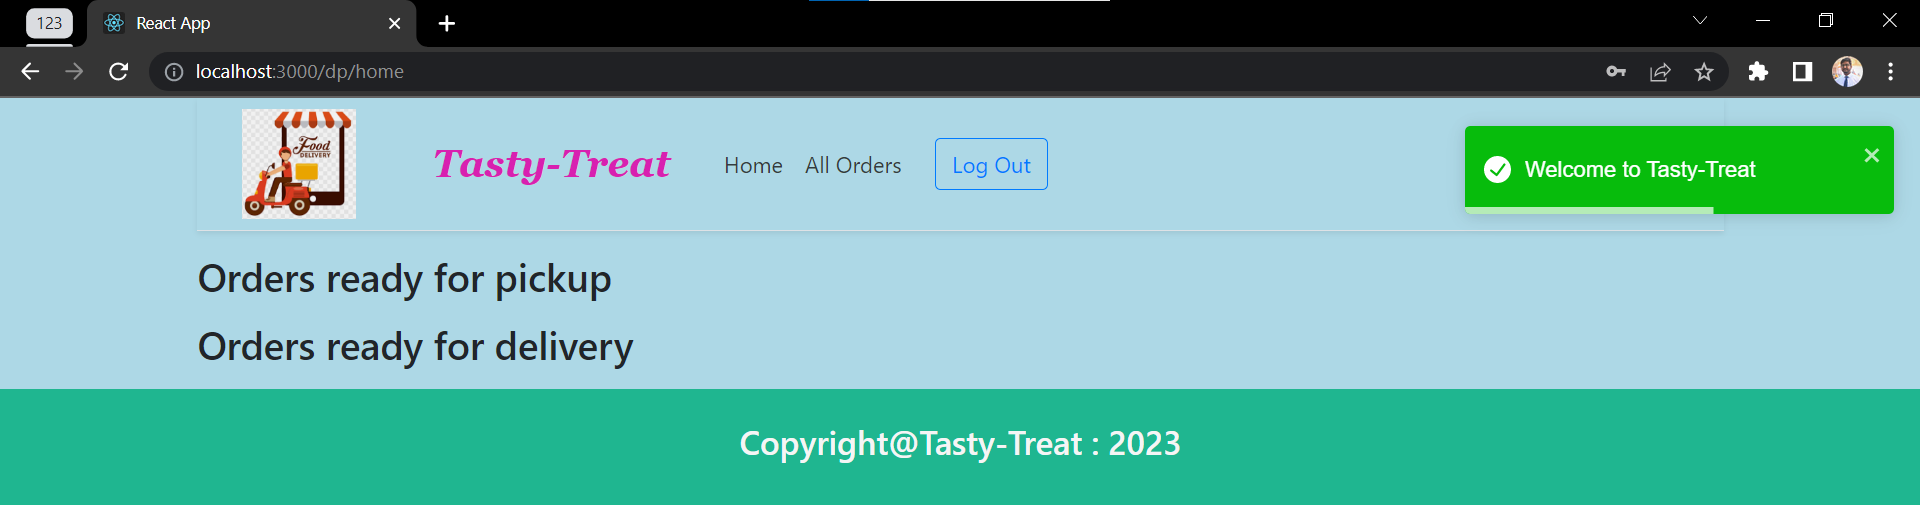 123
React App
localhost:3000/dp/home
Food
DELIVERY
Tasty-Treat
Home
All Orders
Log Out
Welcome to Tasty-Treat
Orders ready for pickup
Orders ready for delivery
Copyright@Tasty-Treat : 2023